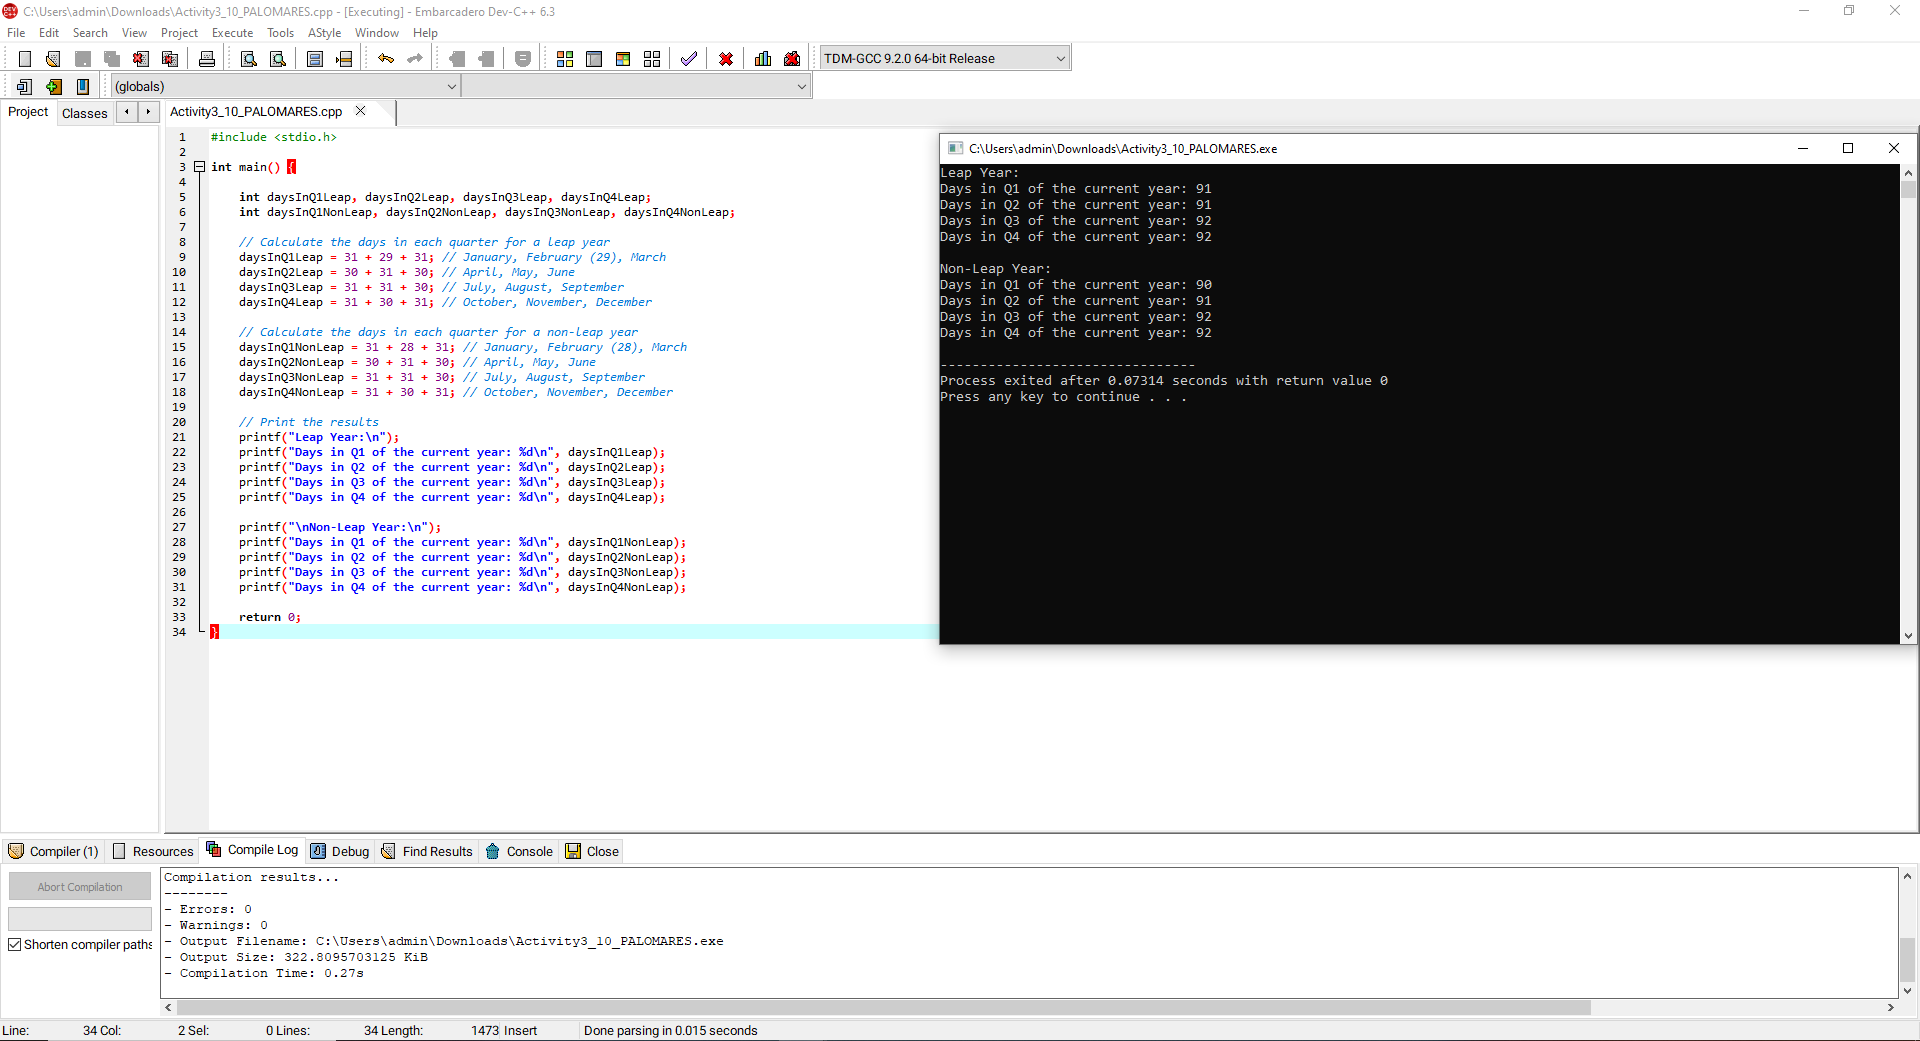 C:\Users\admin\Downloads\Activity3_10_PALOMARES.cpp - [Executing] - Embarcadero Dev-C++ 6.3
File Edit Search View Project Execute Tools AStyle Window Help
TDM-GCC 9.2.0 64-bit Release
(globals)
Project Classes
Activity3_10_PALOMARES.cpp
1 #include <stdio.h>
2
3 int main() {
4
5 int daysInQ1Leap, daysInQ2Leap, daysInQ3Leap, daysInQ4Leap;
6 int daysInQ1NonLeap, daysInQ2NonLeap, daysInQ3NonLeap, daysInQ4NonLeap;
7
8 // Calculate the days in each quarter for a leap year
9 daysInQ1Leap = 31 + 29 + 31; // January, February (29), March
10 daysInQ2Leap = 30 + 31 + 30; // April, May, June
11 daysInQ3Leap = 31 + 31 + 30; // July, August, September
12 daysInQ4Leap = 31 + 30 + 31; // October, November, December
13
14 // Calculate the days in each quarter for a non-leap year
15 daysInQ1NonLeap = 31 + 28 + 31; // January, February (28), March
16 daysInQ2NonLeap = 30 + 31 + 30; // April, May, June
17 daysInQ3NonLeap = 31 + 31 + 30; // July, August, September
18 daysInQ4NonLeap = 31 + 30 + 31; // October, November, December
19
20 // Print the results
21 printf("Leap Year:\n");
22 printf("Days in Q1 of the current year: %d\n", daysInQ1Leap);
23 printf("Days in Q2 of the current year: %d\n", daysInQ2Leap);
24 printf("Days in Q3 of the current year: %d\n", daysInQ3Leap);
25 printf("Days in Q4 of the current year: %d\n", daysInQ4Leap);
26
27 printf("\nNon-Leap Year:\n");
28 printf("Days in Q1 of the current year: %d\n", daysInQ1NonLeap);
29 printf("Days in Q2 of the current year: %d\n", daysInQ2NonLeap);
30 printf("Days in Q3 of the current year: %d\n", daysInQ3NonLeap);
31 printf("Days in Q4 of the current year: %d\n", daysInQ4NonLeap);
32
33 return 0;
34 }
C:\Users\admin\Downloads\Activity3_10_PALOMARES.exe
Leap Year:
Days in Q1 of the current year: 91
Days in Q2 of the current year: 91
Days in Q3 of the current year: 92
Days in Q4 of the current year: 92
Non-Leap Year:
Days in Q1 of the current year: 90
Days in Q2 of the current year: 91
Days in Q3 of the current year: 92
Days in Q4 of the current year: 92
--------------------------------
Process exited after 0.07314 seconds with return value 0
Press any key to continue . . .
Compiler (1) Resources Compile Log Debug Find Results Console Close
Abort Compilation
Shorten compiler paths
Compilation results...
--------
- Errors: 0
- Warnings: 0
- Output Filename: C:\Users\admin\Downloads\Activity3_10_PALOMARES.exe
- Output Size: 322.8095703125 KiB
- Compilation Time: 0.27s
Line: 34 Col: 2 Sel: 0 Lines: 34 Length: 1473 Insert Done parsing in 0.015 seconds